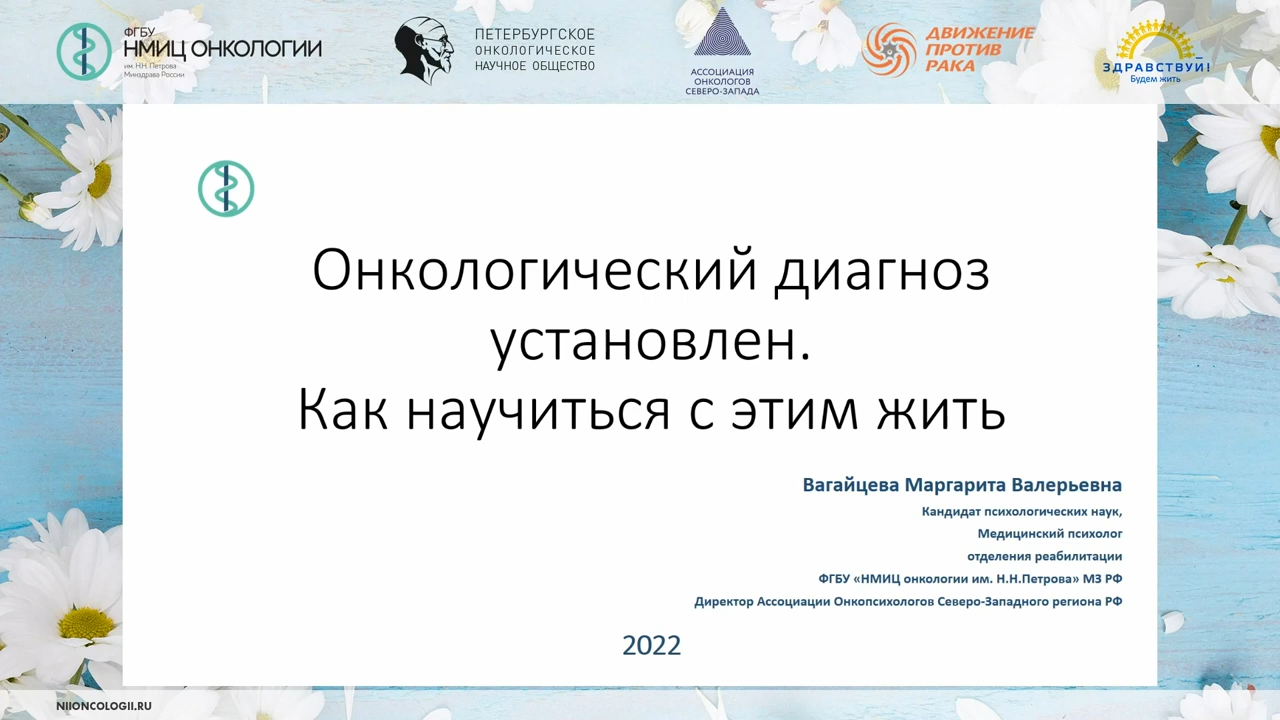 ФГБУ
НМИЦ ОНКОЛОГИИ
им. Н.Н. Петрова
Минздрава России
ПЕТЕРБУРГСКОЕ
ОНКОЛОГИЧЕСКОЕ
НАУЧНОЕ ОБЩЕСТВО
АССОЦИАЦИЯ
ОНКОЛОГОВ
СЕВЕРО-ЗАПАДА
ДВИЖЕНИЕ
ПРОТИВ
РАКА
ЗДРАВСТВУЙ!
Будем жить
Онкологический диагноз
установлен.
Как научиться с этим жить
Вагайцева Маргарита Валерьевна
Кандидат психологических наук,
Медицинский психолог
отделения реабилитации
ФГБУ «НМИЦ онкологии им. Н.Н.Петрова» МЗ РФ
Директор Ассоциации Онкопсихологов Северо-Западного региона РФ
2022
NIIONCOLOGII.RU